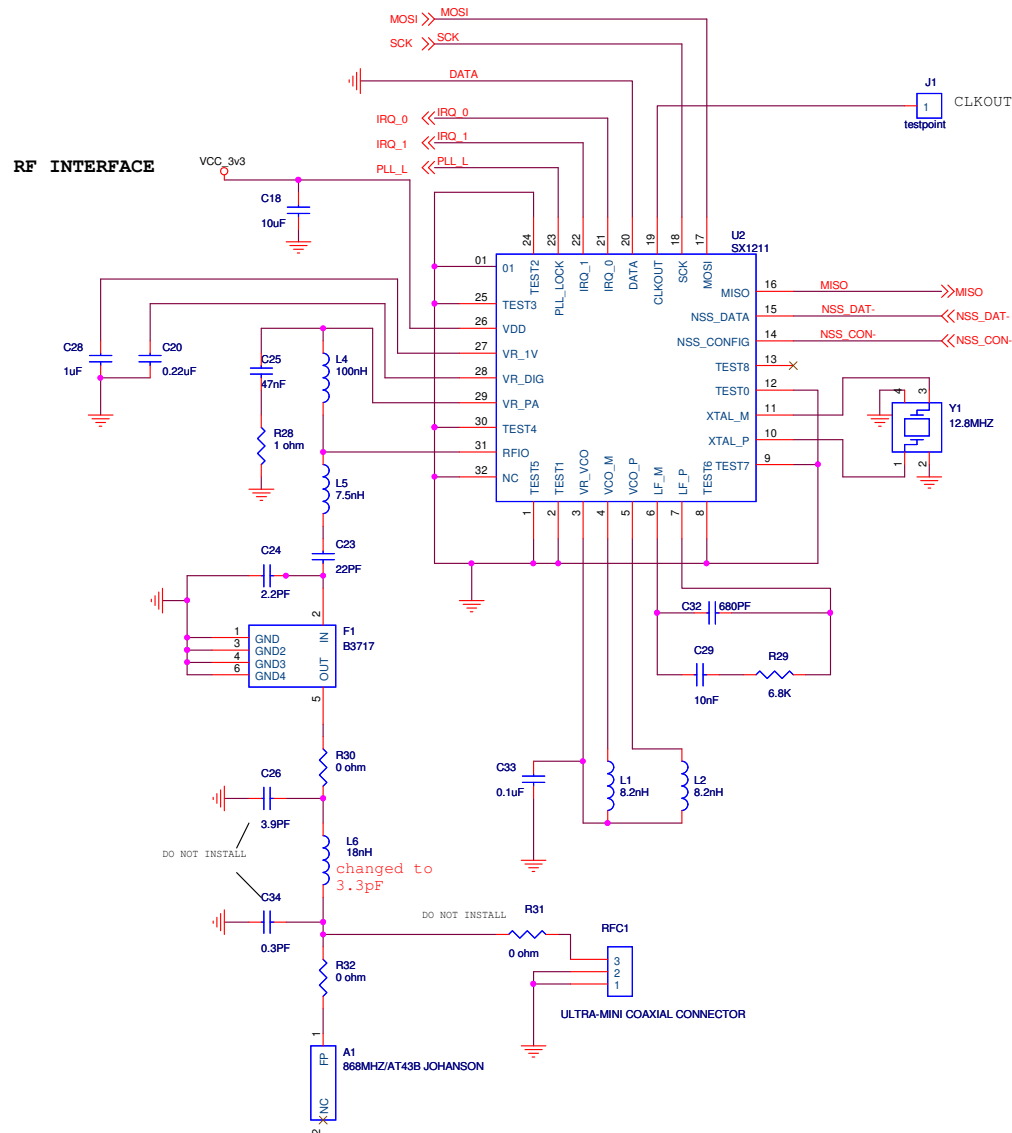 MOSI MOSI
SCK SCK
DATA
J1
1 CLKOUT
testpoint
IRQ_0 IRQ_0
IRQ_1 IRQ_1
PLL_L PLL_L
RF INTERFACE
VCC_3v3
C18
10uF
U2
SX1211
24 23 22 21 20 19 18 17
TEST2 PLL_LOCK IRQ_1 IRQ_0 DATA CLKOUT SCK MOSI
01 01
25 TEST3
26 VDD
27 VR_1V
28 VR_DIG
29 VR_PA
30 TEST4
31 RFIO
32 NC
MISO 16 MISO MISO
NSS_DATA 15 NSS_DAT- NSS_DAT-
NSS_CONFIG 14 NSS_CON- NSS_CON-
TEST8 13
TEST0 12
XTAL_M 11
XTAL_P 10
TEST7 9
TEST5 TEST1 VR_VCO VCO_M VCO_P LF_M LF_P TEST6
1 2 3 4 5 6 7 8
4 3
Y1
12.8MHZ
1 2
C28
1uF
C20
0.22uF
C25
47nF
L4
100nH
R28
1 ohm
L5
7.5nH
C23
22PF
C24
2.2PF
2
F1
B3717
1 GND
3 GND2
4 GND3
6 GND4
IN
OUT
5
C32 680PF
C29
10nF
R29
6.8K
R30
0 ohm
C26
3.9PF
C33
0.1uF
L1
8.2nH
L2
8.2nH
DO NOT INSTALL
L6
18nH
changed to
3.3pF
C34
0.3PF
DO NOT INSTALL
R31
0 ohm
RFC1
3
2
1
ULTRA-MINI COAXIAL CONNECTOR
R32
0 ohm
1
A1
868MHZ/AT43B JOHANSON
FP
NC
2